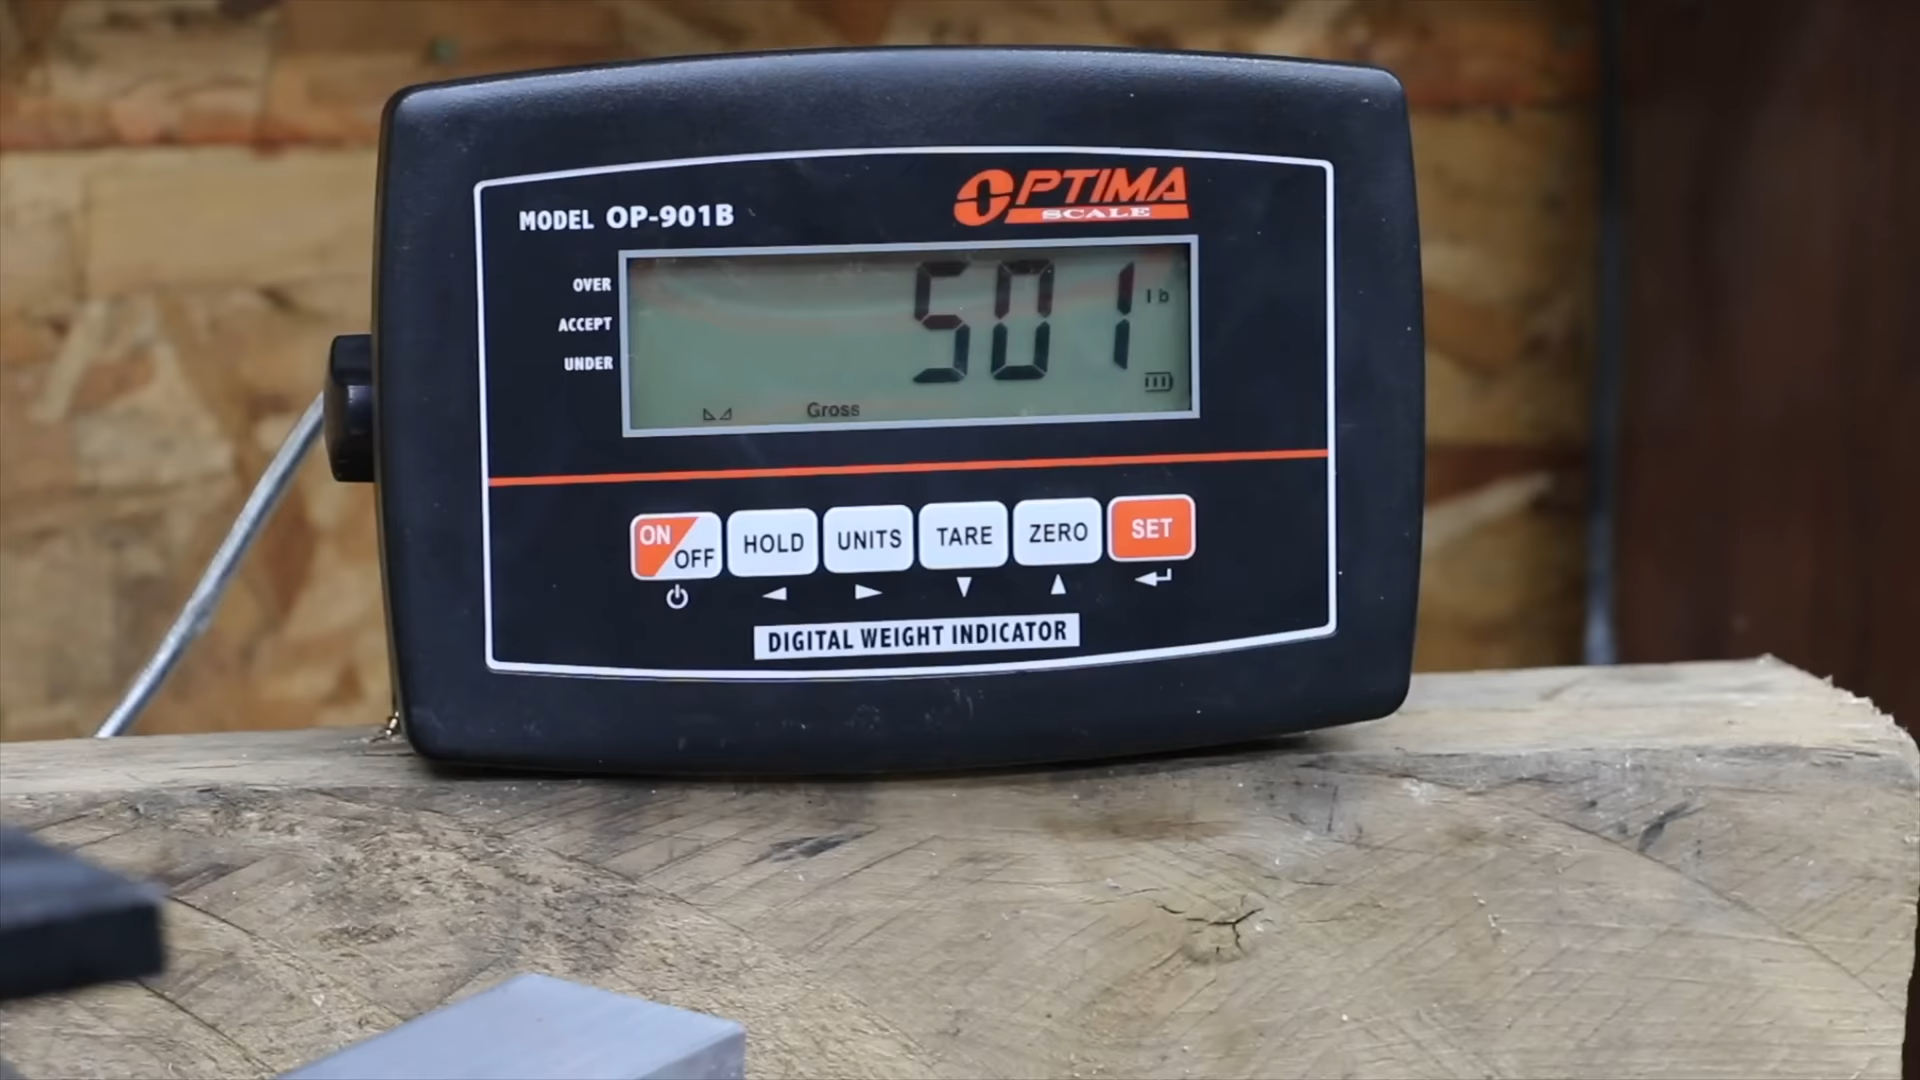 MODEL OP-901B
OPTIMA
SCALE
OVER
ACCEPT
UNDER
501 lb
Gross
ON OFF
HOLD
UNITS
TARE
ZERO
SET
DIGITAL WEIGHT INDICATOR